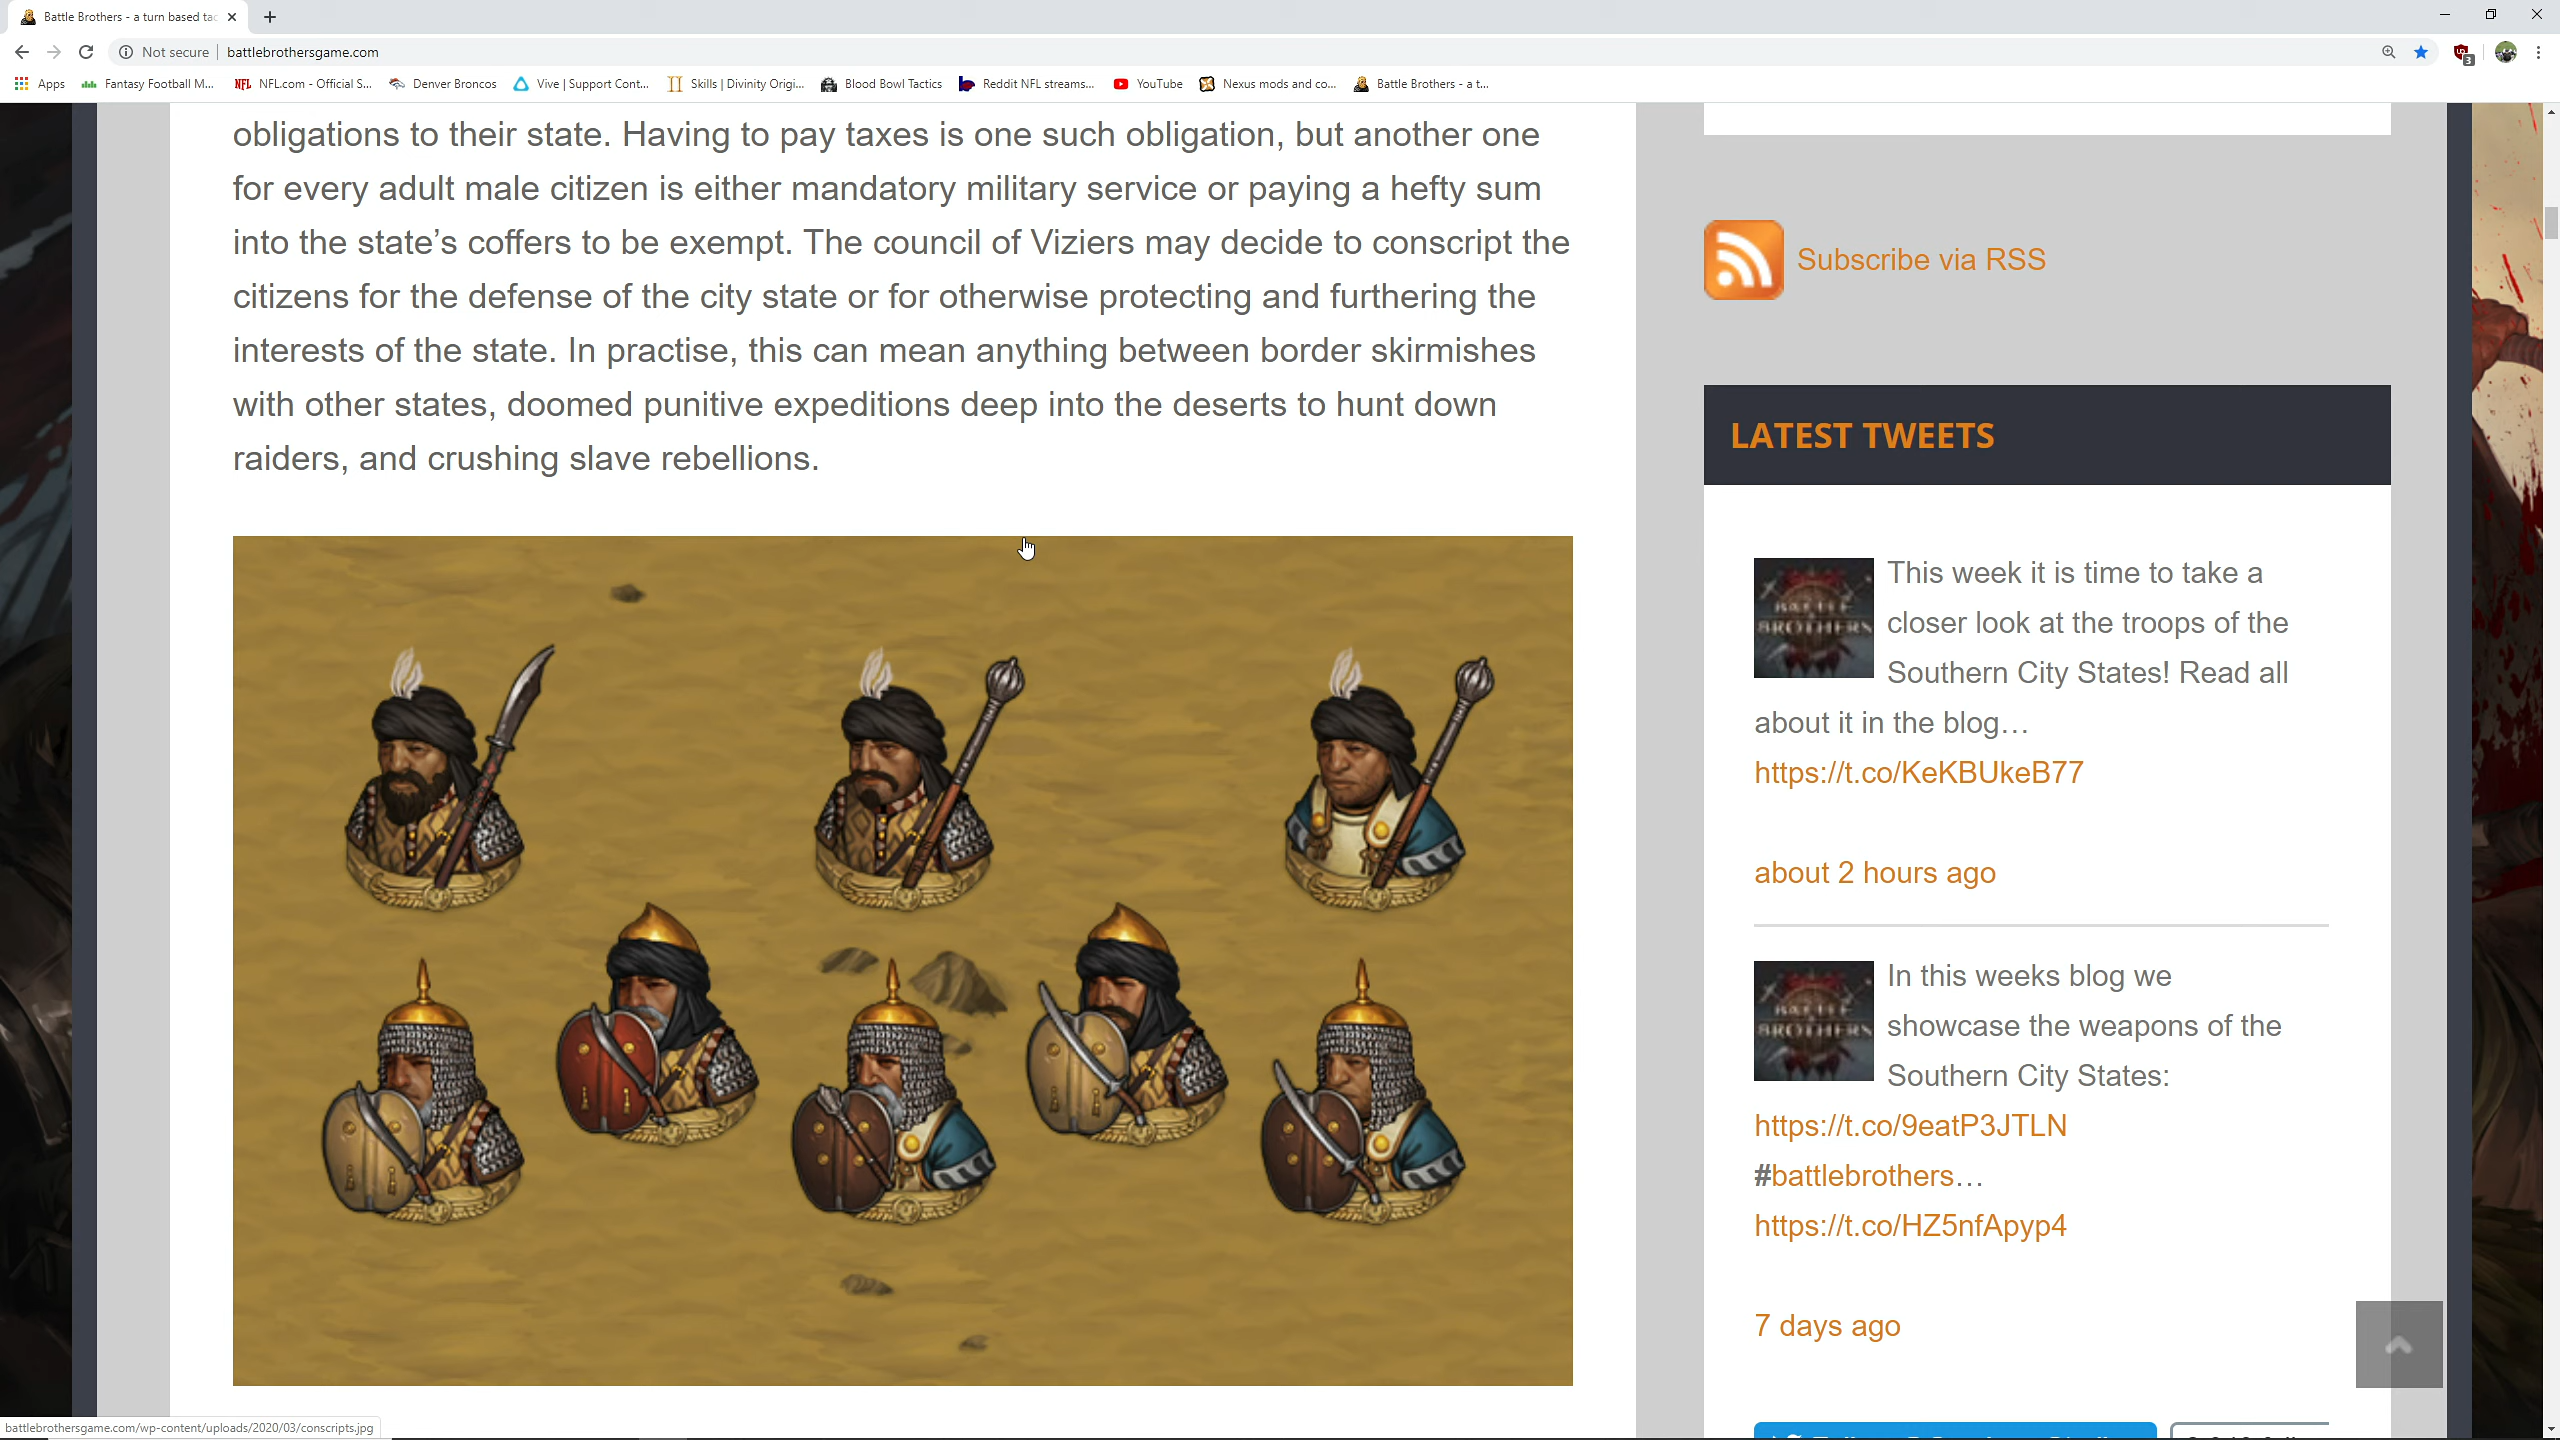 Battle Brothers - a turn based tac
Not secure
battlebrothersgame.com
3
Apps
Fantasy Football M...
NFL.com - Official S...
Denver Broncos
Vive | Support Cont...
Skills | Divinity Origi...
Blood Bowl Tactics
Reddit NFL streams...
YouTube
Nexus mods and co...
Battle Brothers - a t...
obligations to their state. Having to pay taxes is one such obligation, but another one
for every adult male citizen is either mandatory military service or paying a hefty sum
into the state’s coffers to be exempt. The council of Viziers may decide to conscript the
citizens for the defense of the city state or for otherwise protecting and furthering the
interests of the state. In practise, this can mean anything between border skirmishes
with other states, doomed punitive expeditions deep into the deserts to hunt down
raiders, and crushing slave rebellions.
Subscribe via RSS
LATEST TWEETS
BATTLE
BROTHERS
This week it is time to take a
closer look at the troops of the
Southern City States! Read all
about it in the blog…
https://t.co/KeKBUkeB77
about 2 hours ago
BATTLE
BROTHERS
In this weeks blog we
showcase the weapons of the
Southern City States:
https://t.co/9eatP3JTLN
#battlebrothers…
https://t.co/HZ5nfApyp4
7 days ago
battlebrothersgame.com/wp-content/uploads/2020/03/conscripts.jpg